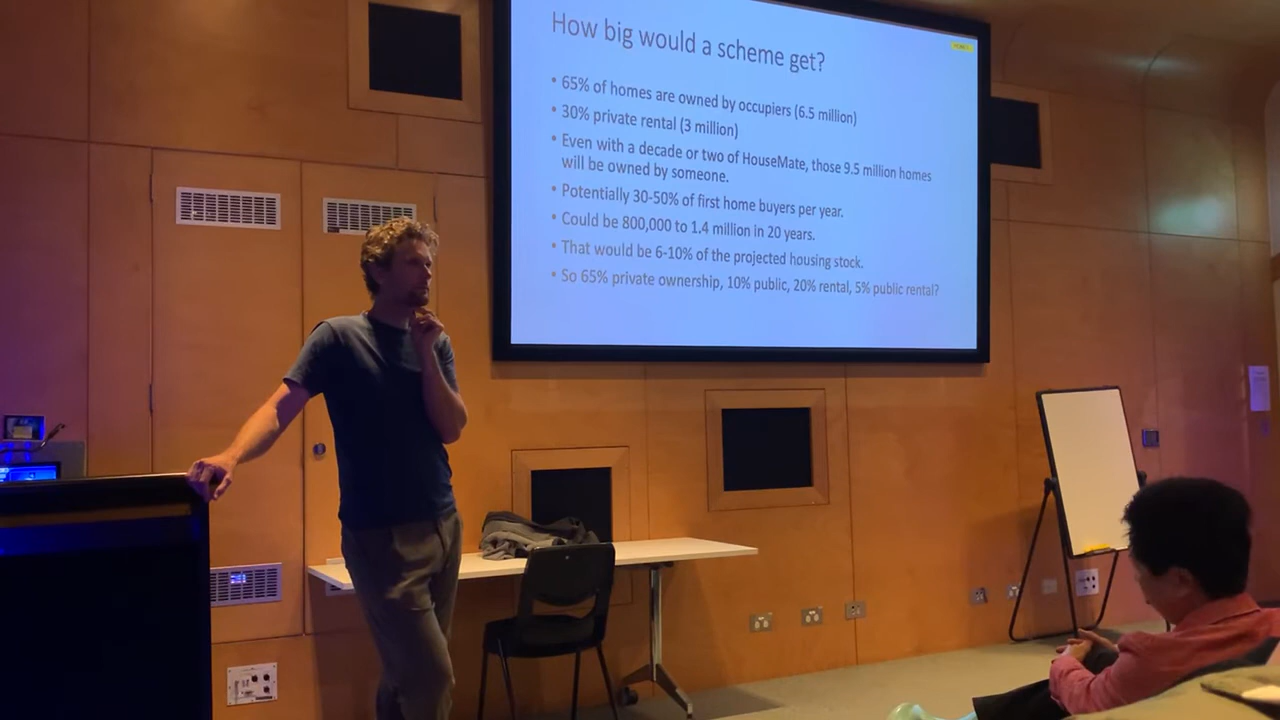 How big would a scheme get?
• 65% of homes are owned by occupiers (6.5 million)
• 30% private rental (3 million)
• Even with a decade or two of HouseMate, those 9.5 million homes
will be owned by someone.
• Potentially 30-50% of first home buyers per year.
• Could be 800,000 to 1.4 million in 20 years.
• That would be 6-10% of the projected housing stock.
• So 65% private ownership, 10% public, 20% rental, 5% public rental?